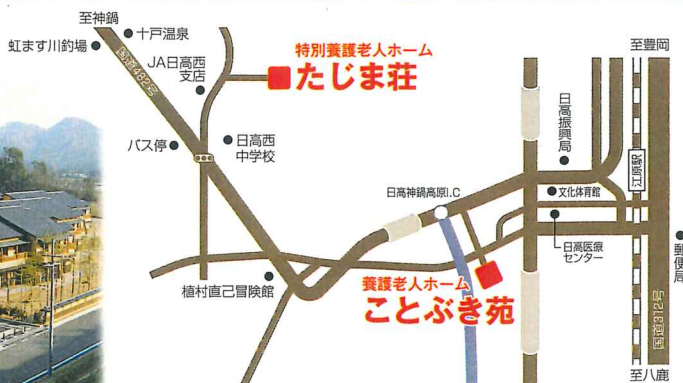 至神鍋
十戸温泉
虹ます川釣場
国道482号
JA日高西
支店
特別養護老人ホーム
たじま荘
バス停
日高西
中学校
植村直己冒険館
日高神鍋高原I.C
養護老人ホーム
ことぶき苑
日高振興局
文化体育館
日高医療
センター
至豊岡
江原駅
郵便局
国道312号
至八鹿